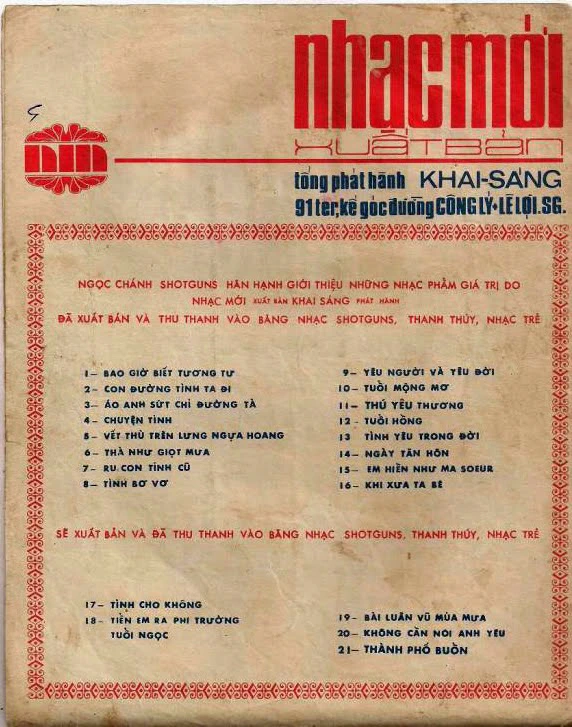 nhạc mới
xuất bản
tổng phát hành KHAI-SÁNG
91 ter, kế góc đường CÔNG LÝ - LÊ LỢI. SG.
NGỌC CHÁNH SHOTGUNS HÂN HẠNH GIỚI THIỆU NHỮNG NHẠC PHẨM GIÁ TRỊ DO
NHẠC MỚI XUẤT BẢN KHAI SÁNG PHÁT HÀNH
ĐÃ XUẤT BẢN VÀ THU THANH VÀO BĂNG NHẠC SHOTGUNS, THANH THÚY, NHẠC TRẺ
1– BAO GIỜ BIẾT TƯƠNG TƯ
2– CON ĐƯỜNG TÌNH TA ĐI
3– ÁO ANH SỨT CHỈ ĐƯỜNG TÀ
4– CHUYỆN TÌNH
5– VẾT THÙ TRÊN LƯNG NGỰA HOANG
6– THÀ NHƯ GIỌT MƯA
7– RU CON TÌNH CŨ
8– TÌNH BƠ VƠ
9– YÊU NGƯỜI VÀ YÊU ĐỜI
10– TUỔI MỘNG MƠ
11– THÚ YÊU THƯƠNG
12- TUỔI HỒNG
13 TÌNH YÊU TRONG ĐỜI
14– NGÀY TÂN HÔN
15– EM HIỀN NHƯ MA SOEUR
16– KHI XƯA TA BÉ
SẼ XUẤT BẢN VÀ ĐÃ THU THANH VÀO BĂNG NHẠC SHOTGUNS, THANH THÚY, NHẠC TRẺ
17– TÌNH CHO KHÔNG
18– TIỄN EM RA PHI TRƯỜNG
TUỔI NGỌC
19– BÀI LUÂN VŨ MÙA MƯA
20– KHÔNG CẦN NÓI ANH YÊU
21– THÀNH PHỐ BUỒN